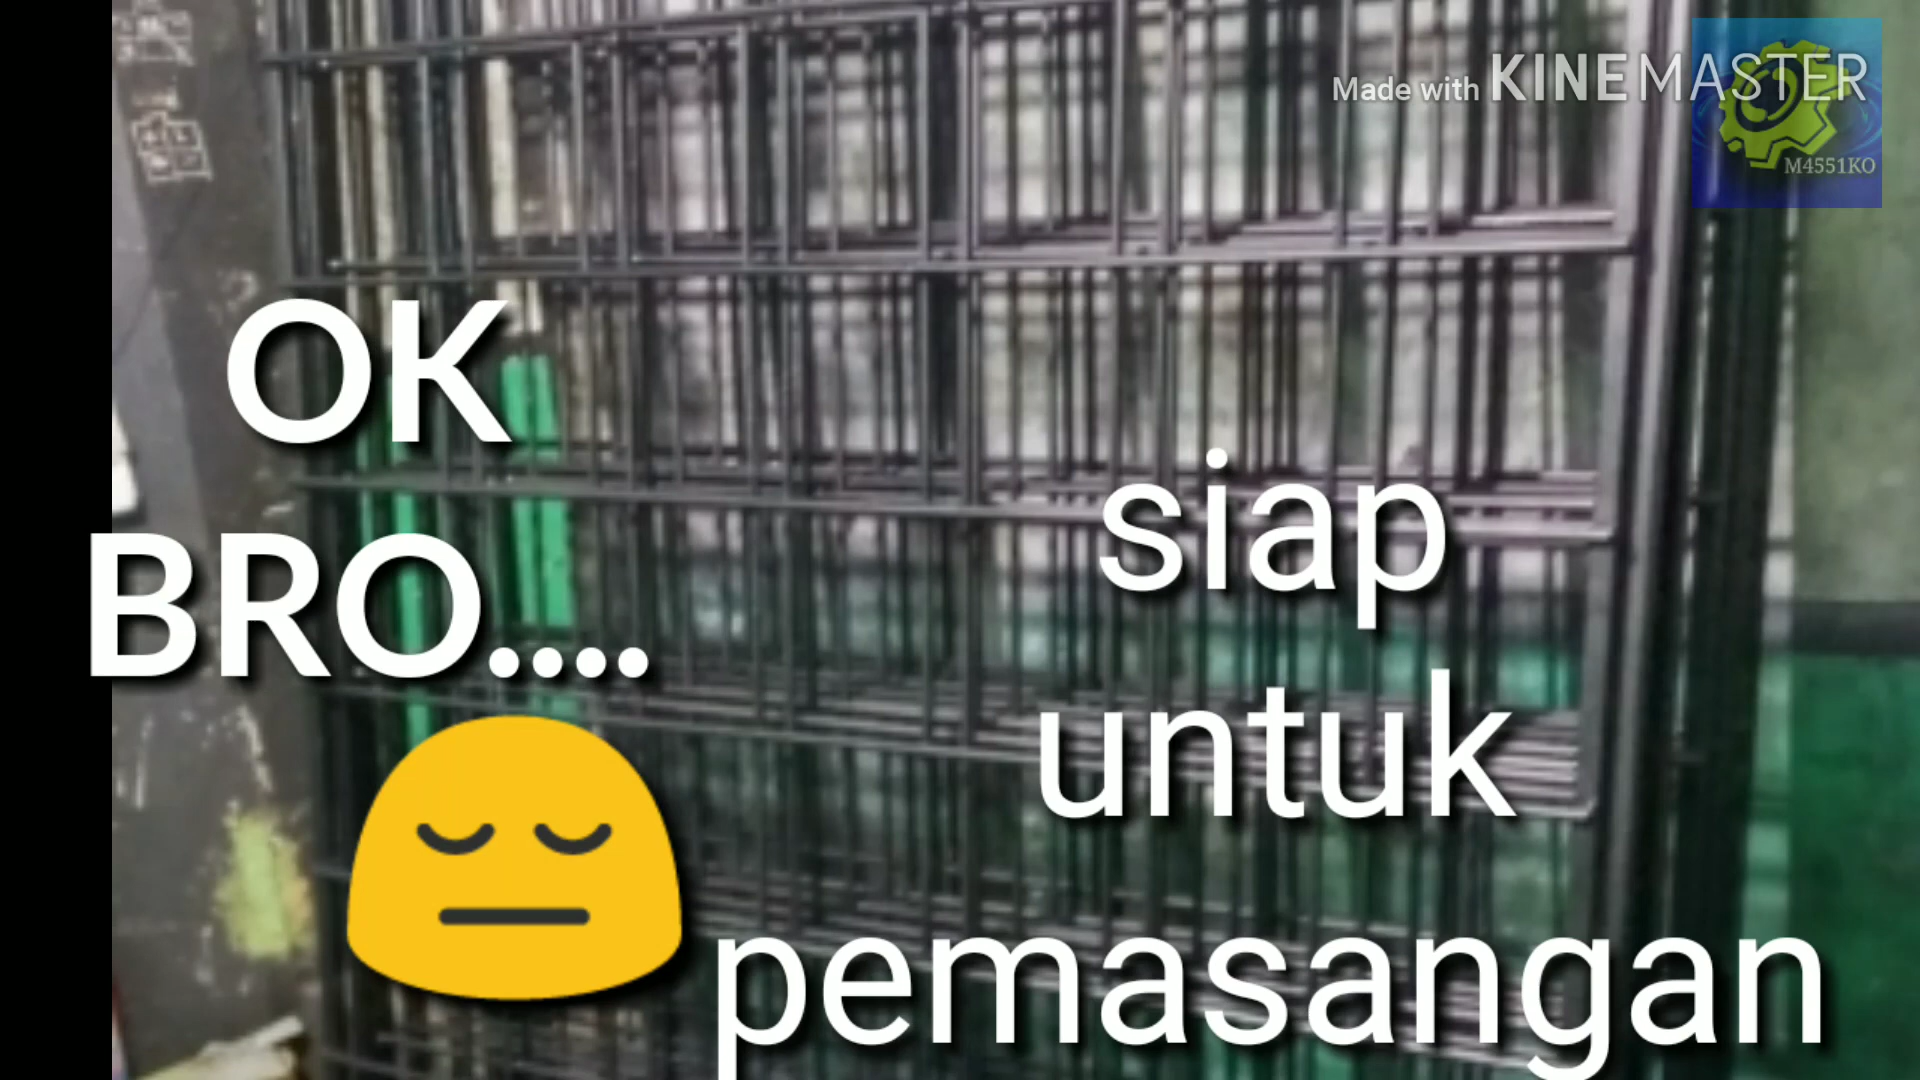 Made with KINEMASTER
M4551KO
OK
BRO....
siap
untuk
pemasangan